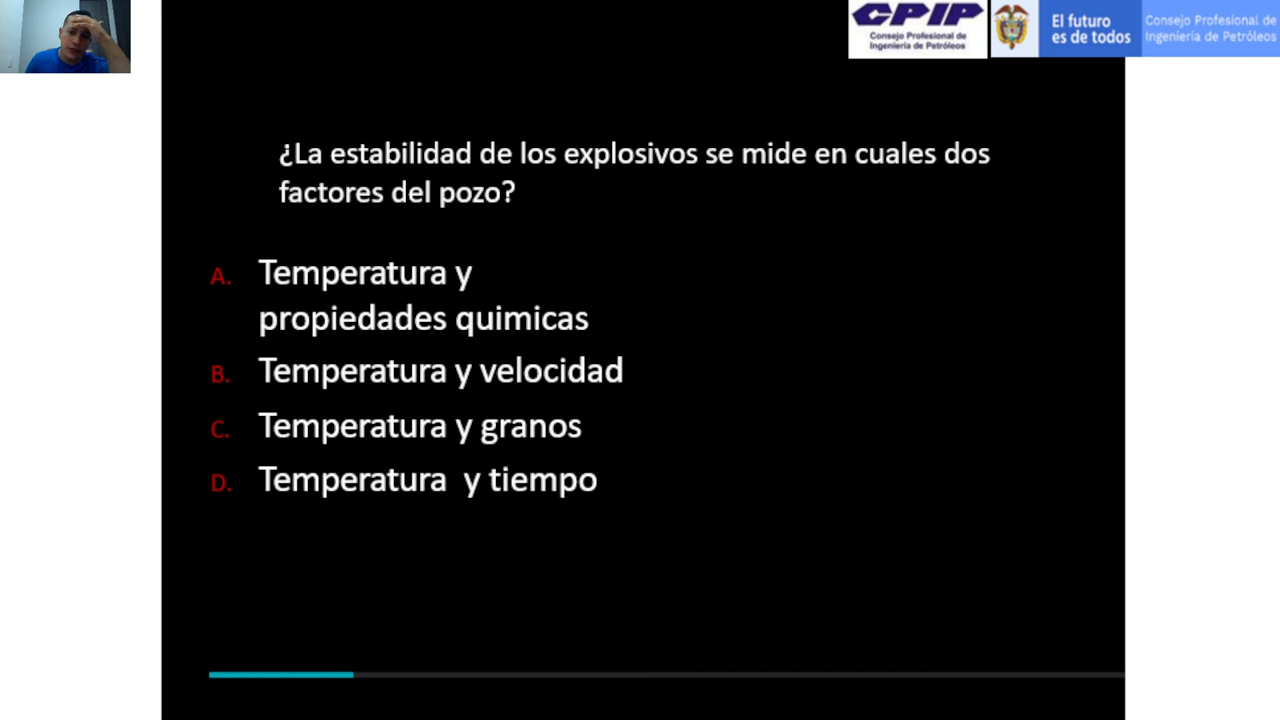 CPIP
Consejo Profesional de
Ingeniería de Petróleos
El futuro
es de todos
Consejo Profesional de
Ingeniería de Petróleos
¿La estabilidad de los explosivos se mide en cuales dos
factores del pozo?
A. Temperatura y
propiedades quimicas
B. Temperatura y velocidad
C. Temperatura y granos
D. Temperatura y tiempo